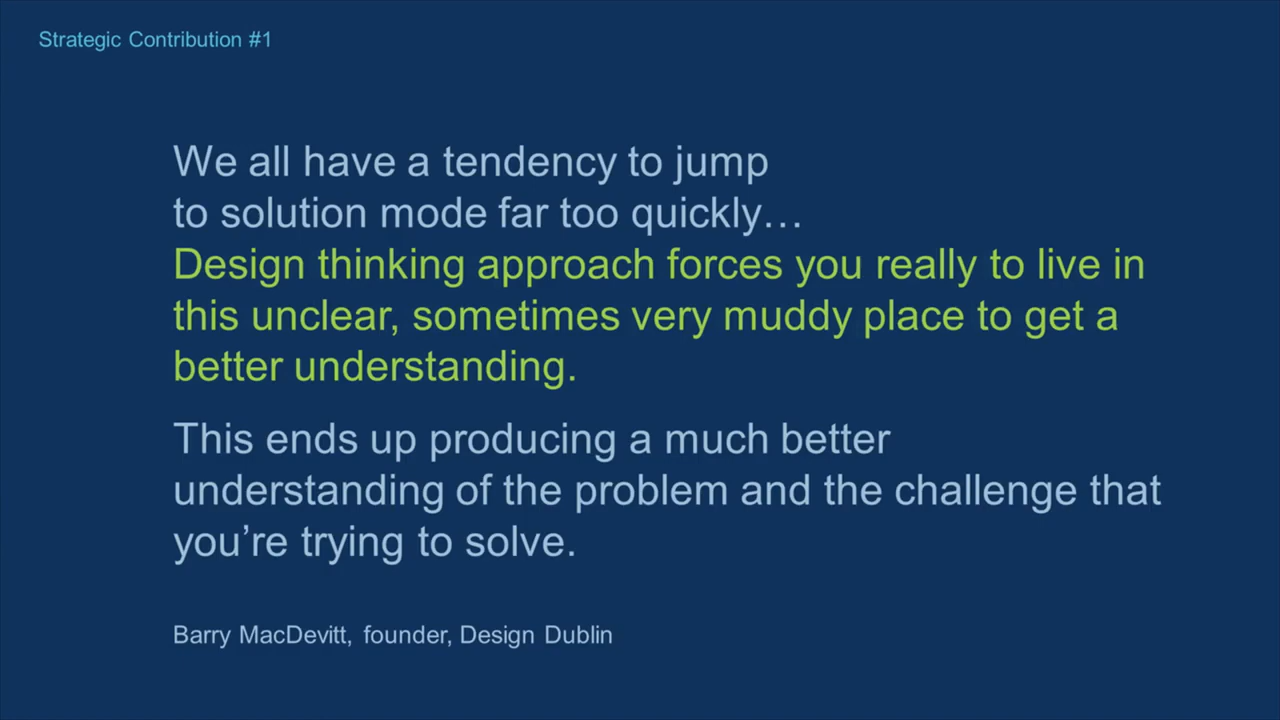 Strategic Contribution #1
We all have a tendency to jump
to solution mode far too quickly…
Design thinking approach forces you really to live in
this unclear, sometimes very muddy place to get a
better understanding.
This ends up producing a much better
understanding of the problem and the challenge that
you’re trying to solve.
Barry MacDevitt, founder, Design Dublin